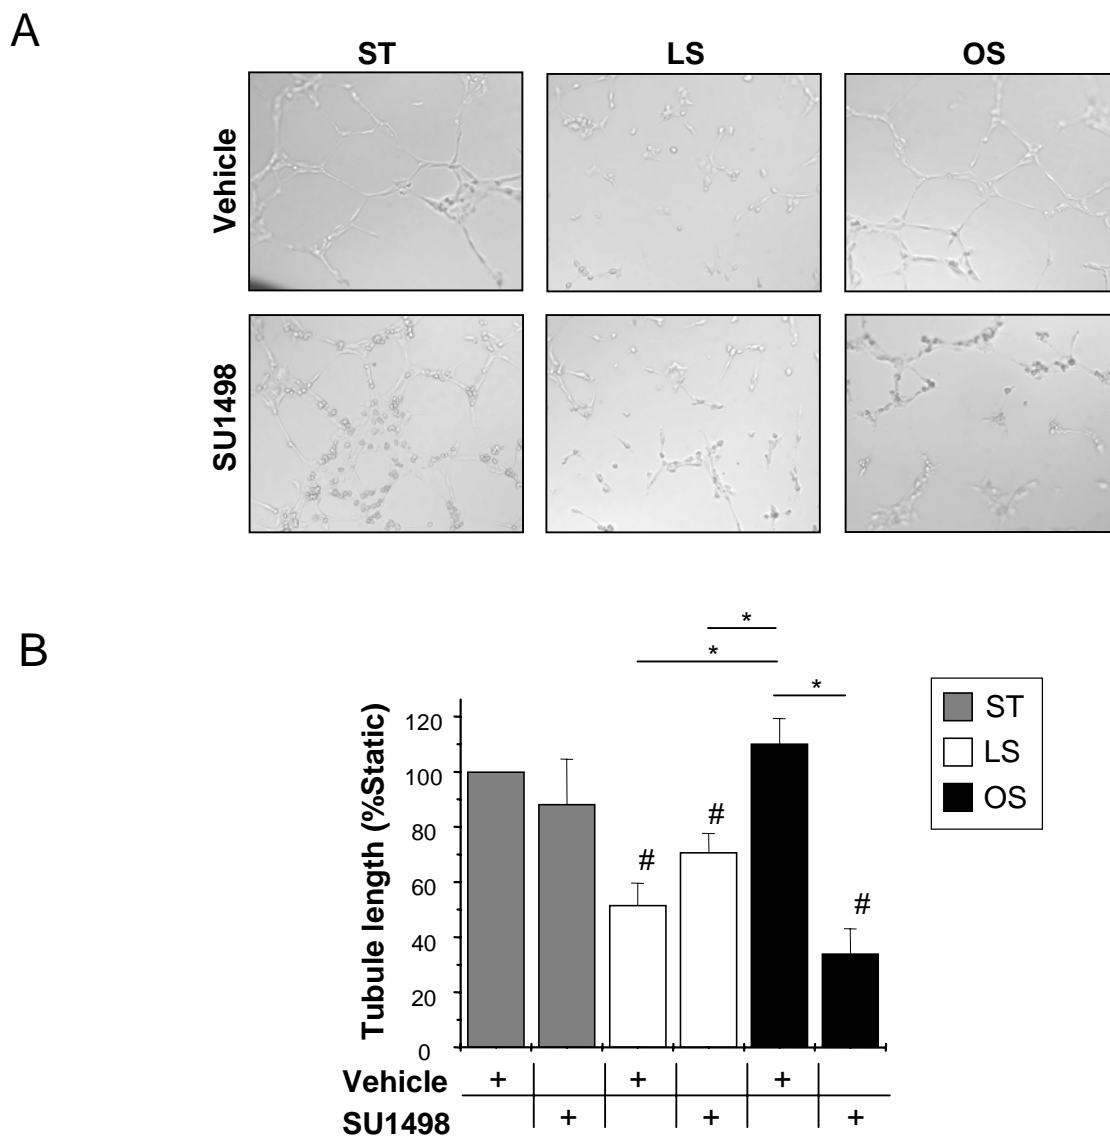 A
ST LS OS
Vehicle
SU1498
B
*
*
*
Tubule length (%Static)
120
100
80
60
40
20
0
# # #
ST
LS
OS
Vehicle + + +
SU1498 + + +